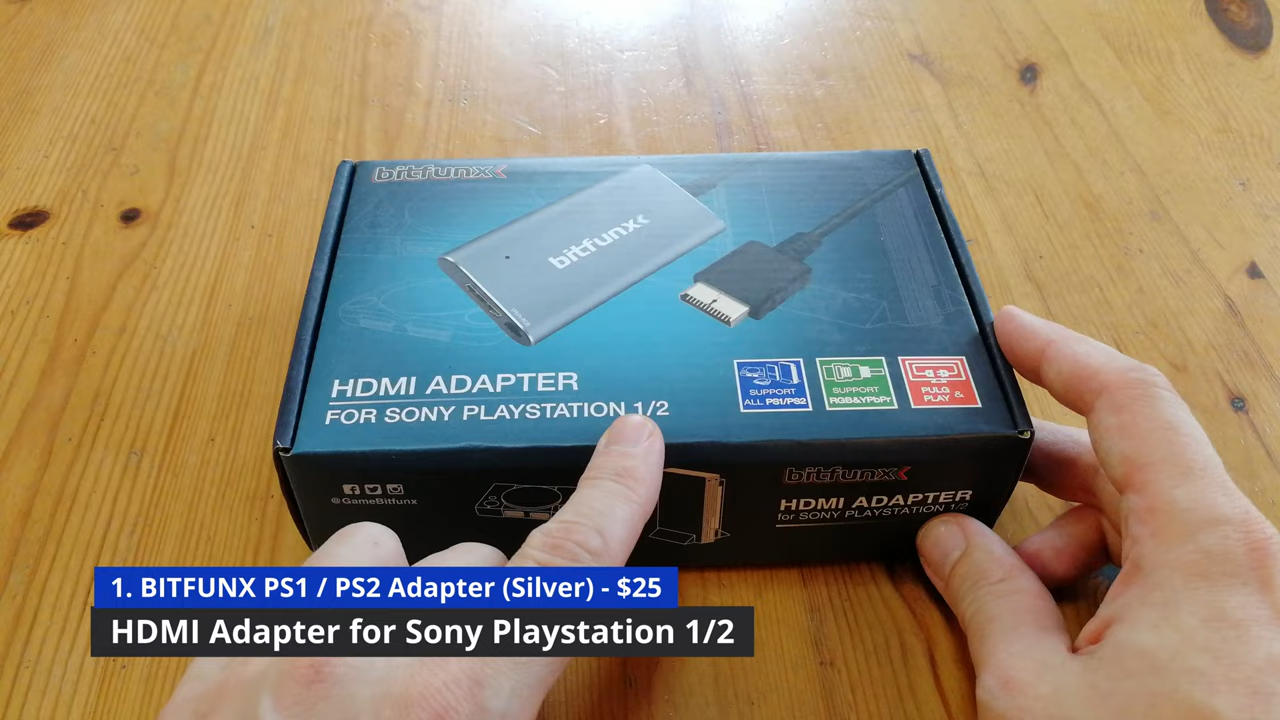 bitfunx
bitfunx
HDMI ADAPTER
FOR SONY PLAYSTATION 1/2
SUPPORT
ALL PS1/PS2
SUPPORT
RGB&YPbPr
PULG
PLAY &
@GameBitfunx
bitfunx
HDMI ADAPTER
for SONY PLAYSTATION 1/2
1. BITFUNX PS1 / PS2 Adapter (Silver) - $25
HDMI Adapter for Sony Playstation 1/2